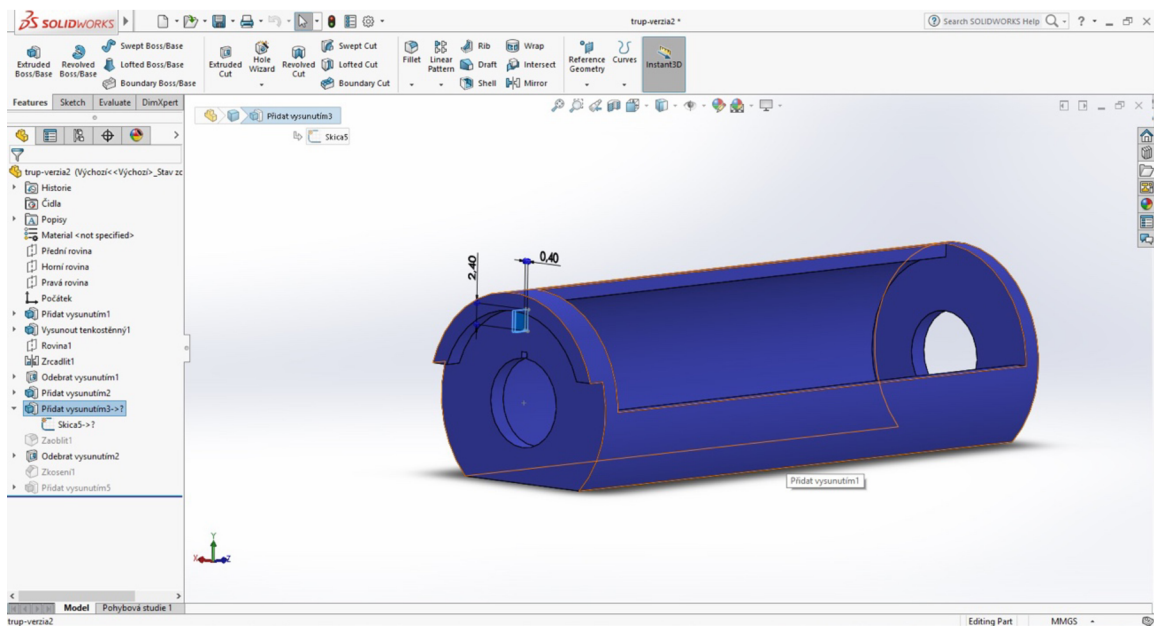 SOLIDWORKS
trup-verzia2 *
Search SOLIDWORKS Help
Extruded Boss/Base
Revolved Boss/Base
Swept Boss/Base
Lofted Boss/Base
Boundary Boss/Base
Extruded Cut
Hole Wizard
Revolved Cut
Swept Cut
Lofted Cut
Boundary Cut
Fillet
Linear Pattern
Rib
Draft
Shell
Wrap
Intersect
Mirror
Reference Geometry
Curves
Instant3D
Features
Sketch
Evaluate
DimXpert
Přidat vysunutím3
Skica5
trup-verzia2 (Výchozí<<Výchozí>_Stav zo
Historie
Čidla
Popisy
Material <not specified>
Přední rovina
Horní rovina
Pravá rovina
Počátek
Přidat vysunutím1
Vysunout tenkostěnný1
Rovina1
Zrcadlit1
Odebrat vysunutím1
Přidat vysunutím2
Přidat vysunutím3->?
Skica5->?
Zaoblit1
Odebrat vysunutím2
Zkosení1
Přidat vysunutím5
2,40
0,40
Přidat vysunutím1
Y
X
Z
Model
Pohybová studie 1
trup-verzia2
Editing Part
MMGS